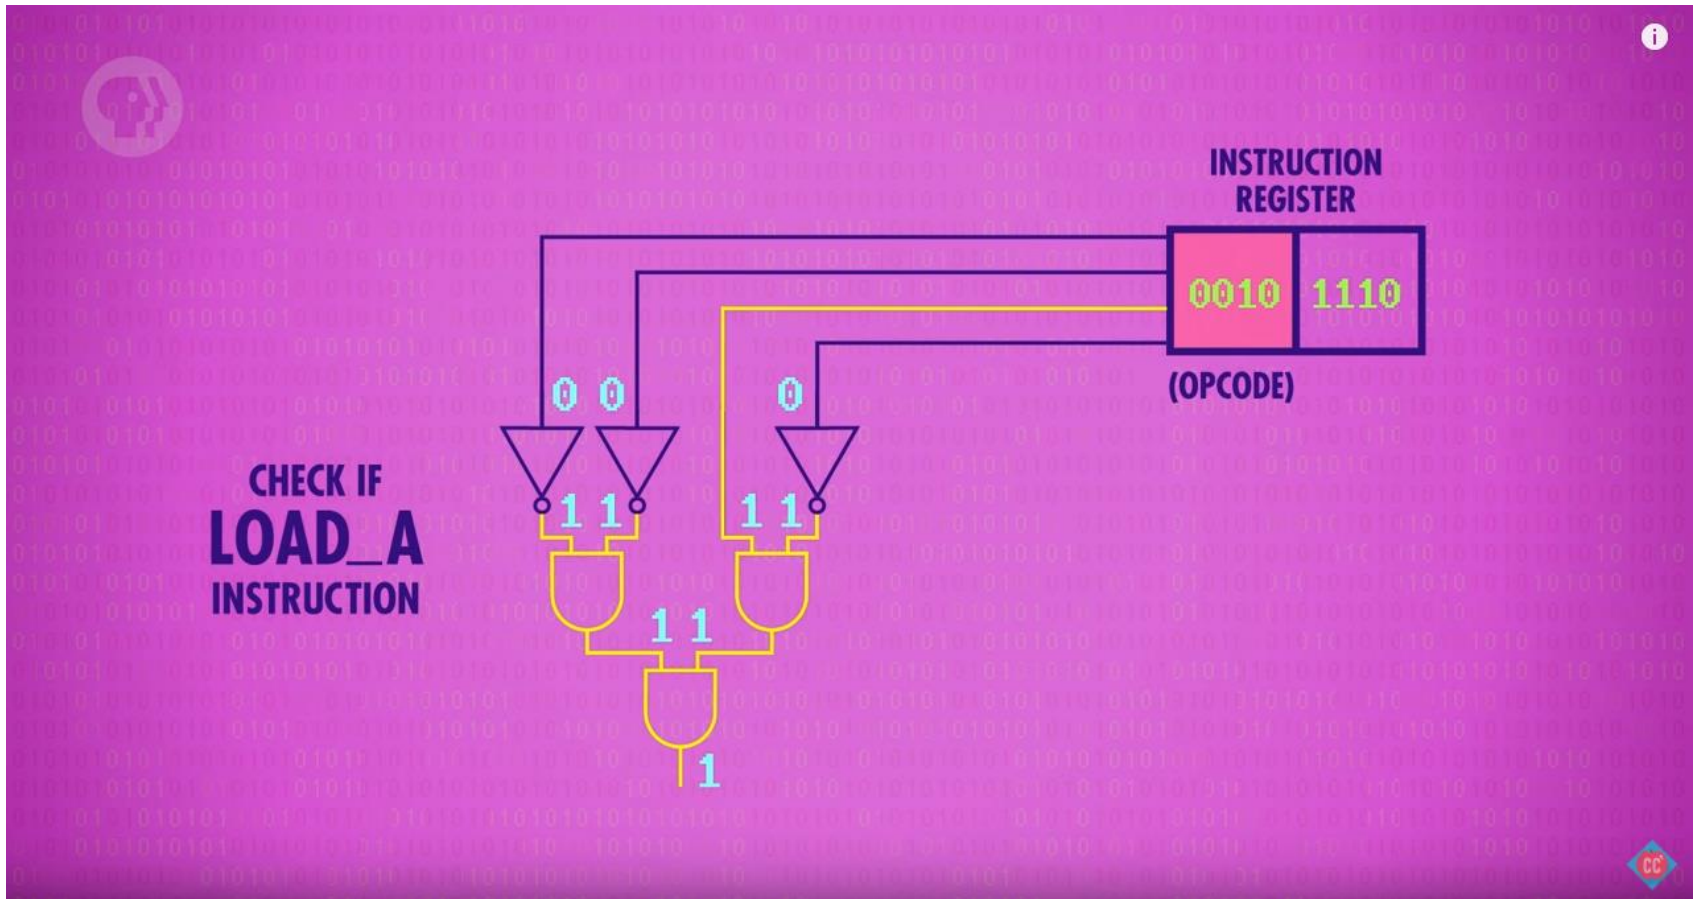 INSTRUCTION
REGISTER
0010 1110
(OPCODE)
0 0 0
1 1 1 1
CHECK IF
LOAD_A
INSTRUCTION
1 1
1
i
CC